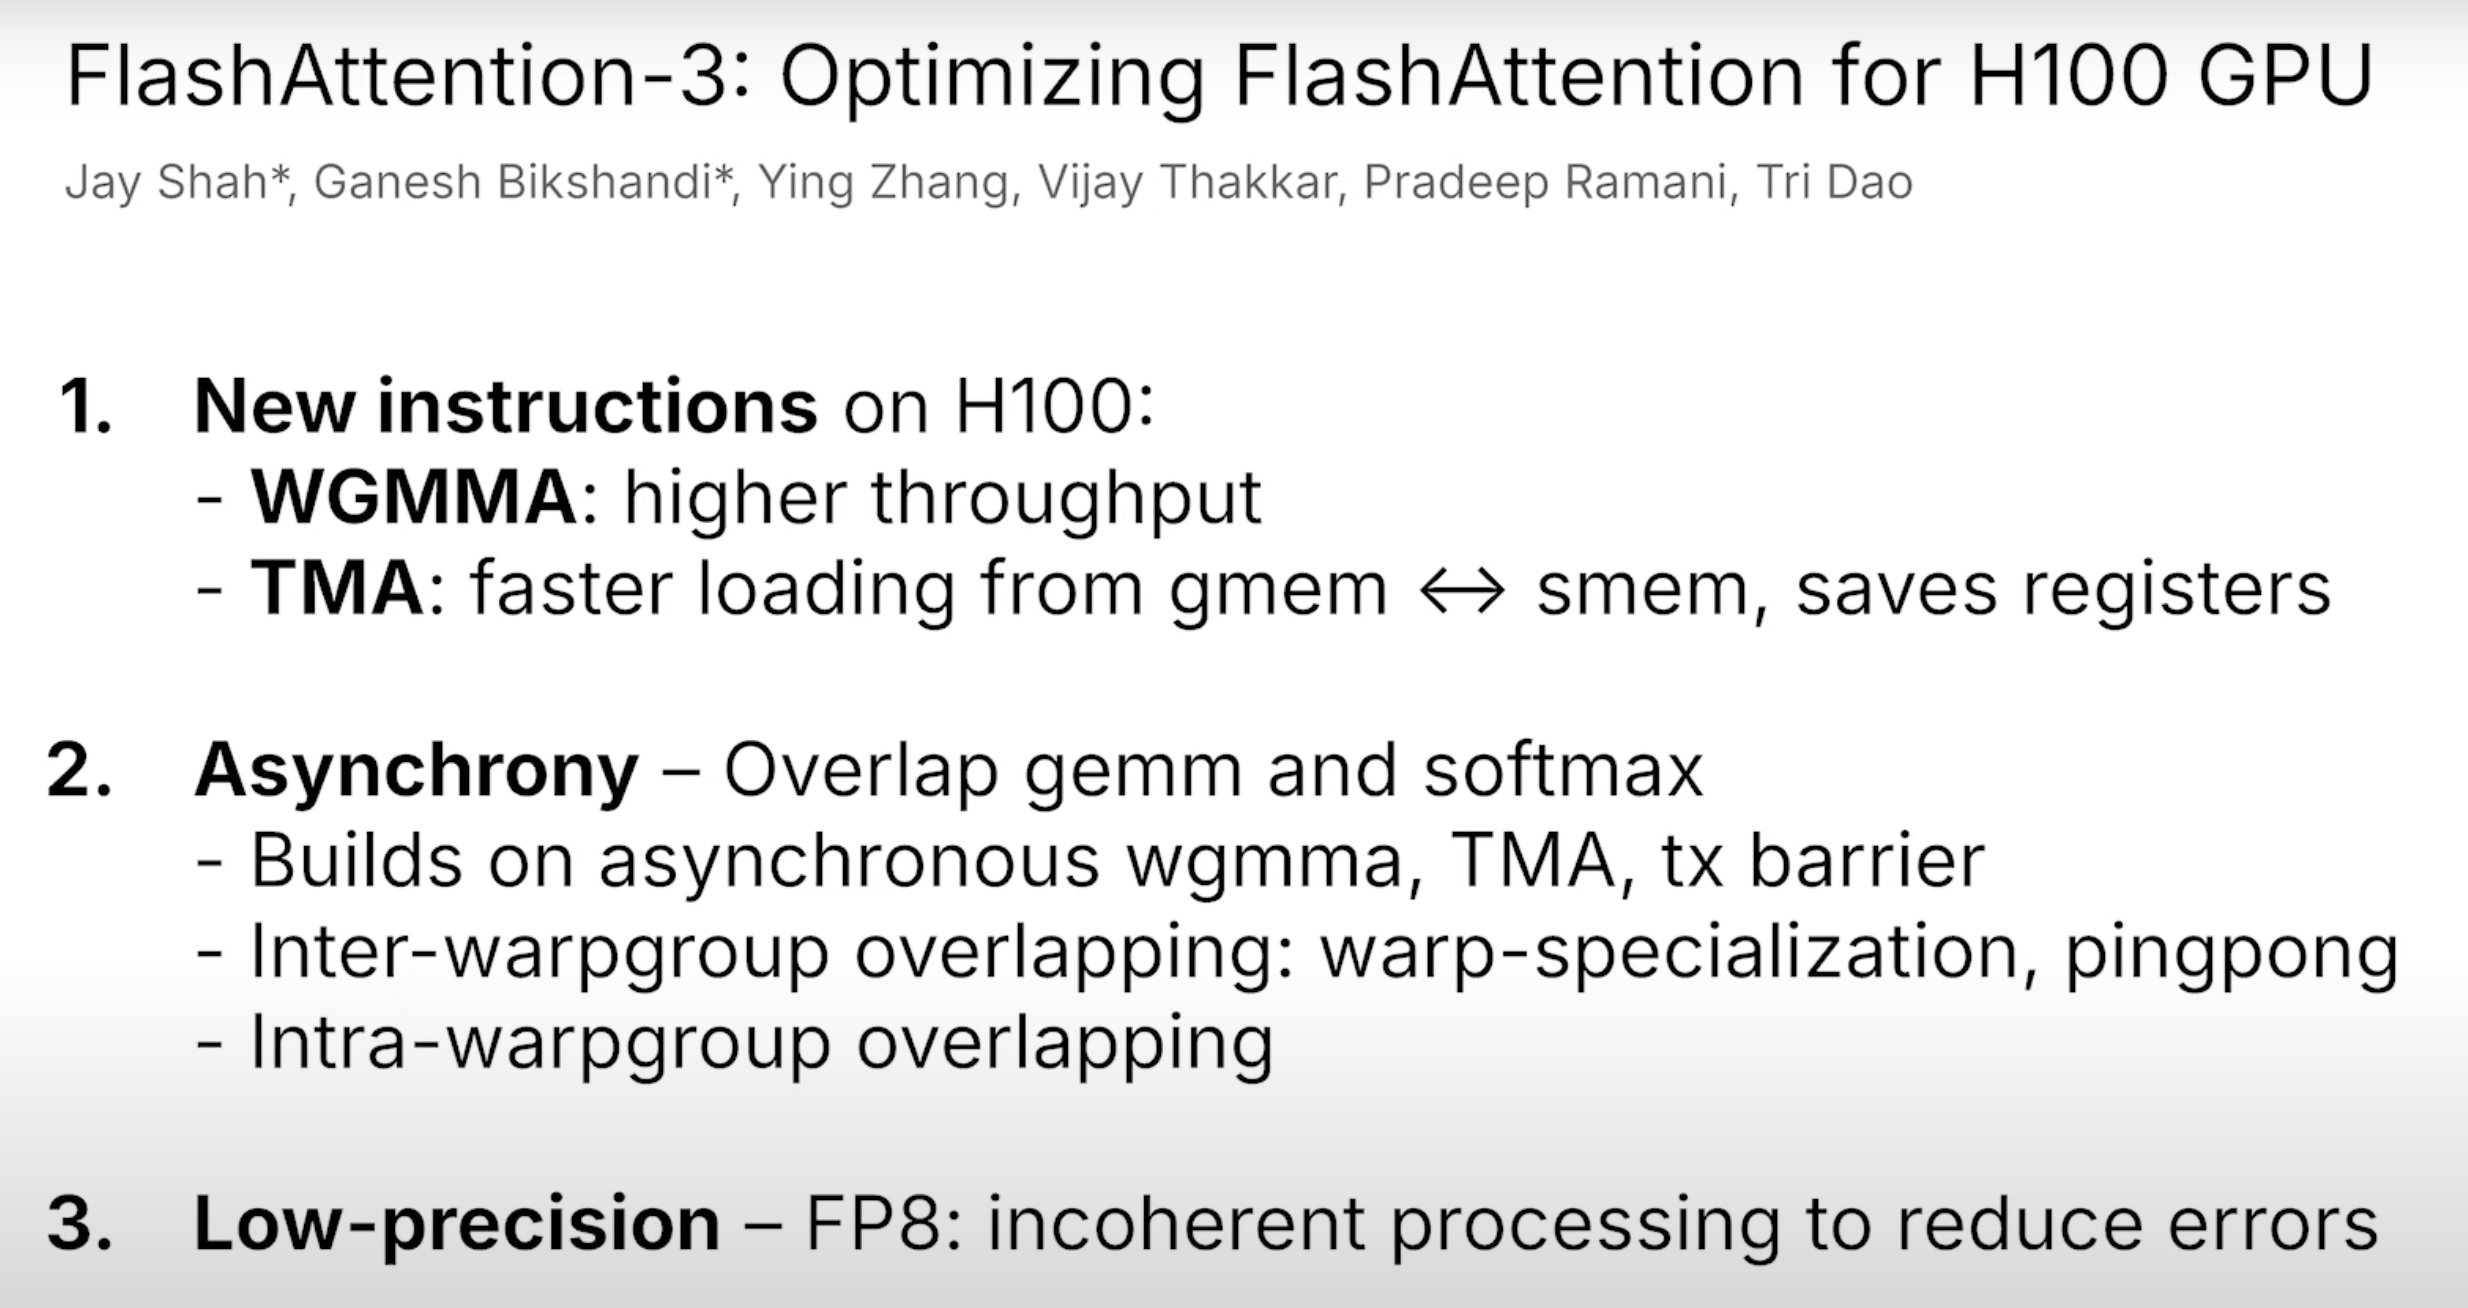 FlashAttention-3: Optimizing FlashAttention for H100 GPU
Jay Shah*, Ganesh Bikshandi*, Ying Zhang, Vijay Thakkar, Pradeep Ramani, Tri Dao
1. New instructions on H100:
- WGMMA: higher throughput
- TMA: faster loading from gmem ↔ smem, saves registers
2. Asynchrony – Overlap gemm and softmax
- Builds on asynchronous wgmma, TMA, tx barrier
- Inter-warpgroup overlapping: warp-specialization, pingpong
- Intra-warpgroup overlapping
3. Low-precision – FP8: incoherent processing to reduce errors